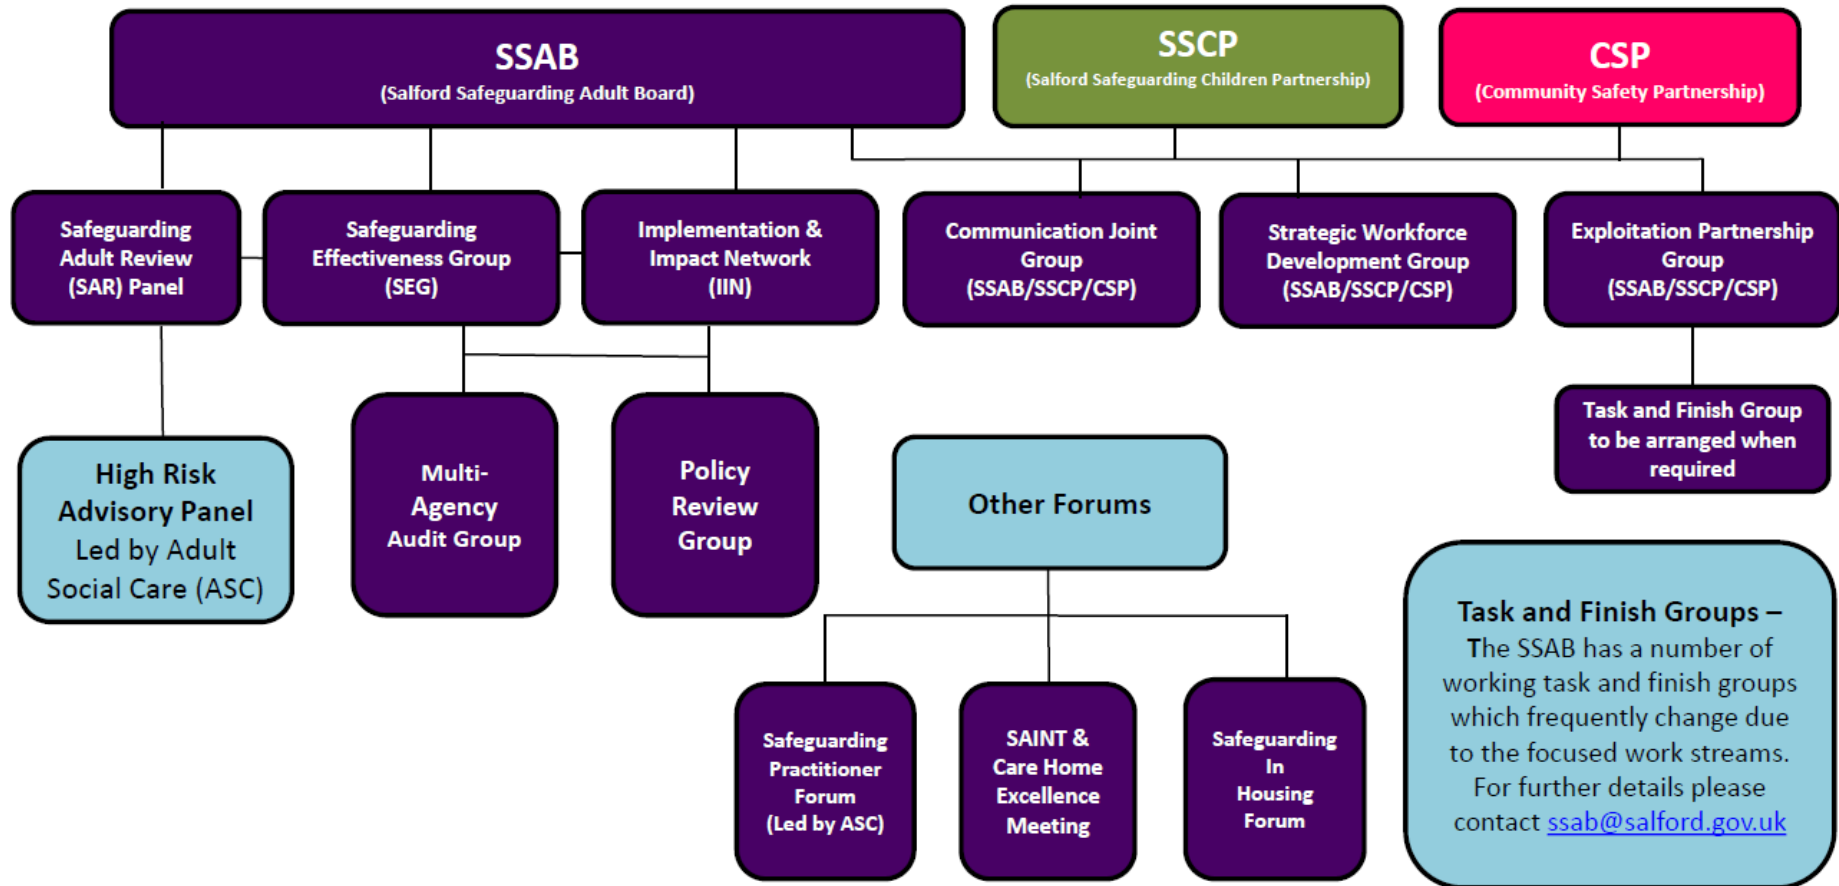 SSAB
(Salford Safeguarding Adult Board)
SSCP
(Salford Safeguarding Children Partnership)
CSP
(Community Safety Partnership)
Safeguarding
Adult Review
(SAR) Panel
Safeguarding
Effectiveness Group
(SEG)
Implementation &
Impact Network
(IIN)
Communication Joint
Group
(SSAB/SSCP/CSP)
Strategic Workforce
Development Group
(SSAB/SSCP/CSP)
Exploitation Partnership
Group
(SSAB/SSCP/CSP)
High Risk
Advisory Panel
Led by Adult
Social Care (ASC)
Multi-
Agency
Audit Group
Policy
Review
Group
Other Forums
Task and Finish Group
to be arranged when
required
Safeguarding
Practitioner
Forum
(Led by ASC)
SAINT &
Care Home
Excellence
Meeting
Safeguarding
In
Housing
Forum
Task and Finish Groups –
The SSAB has a number of
working task and finish groups
which frequently change due
to the focused work streams.
For further details please
contact ssab@salford.gov.uk